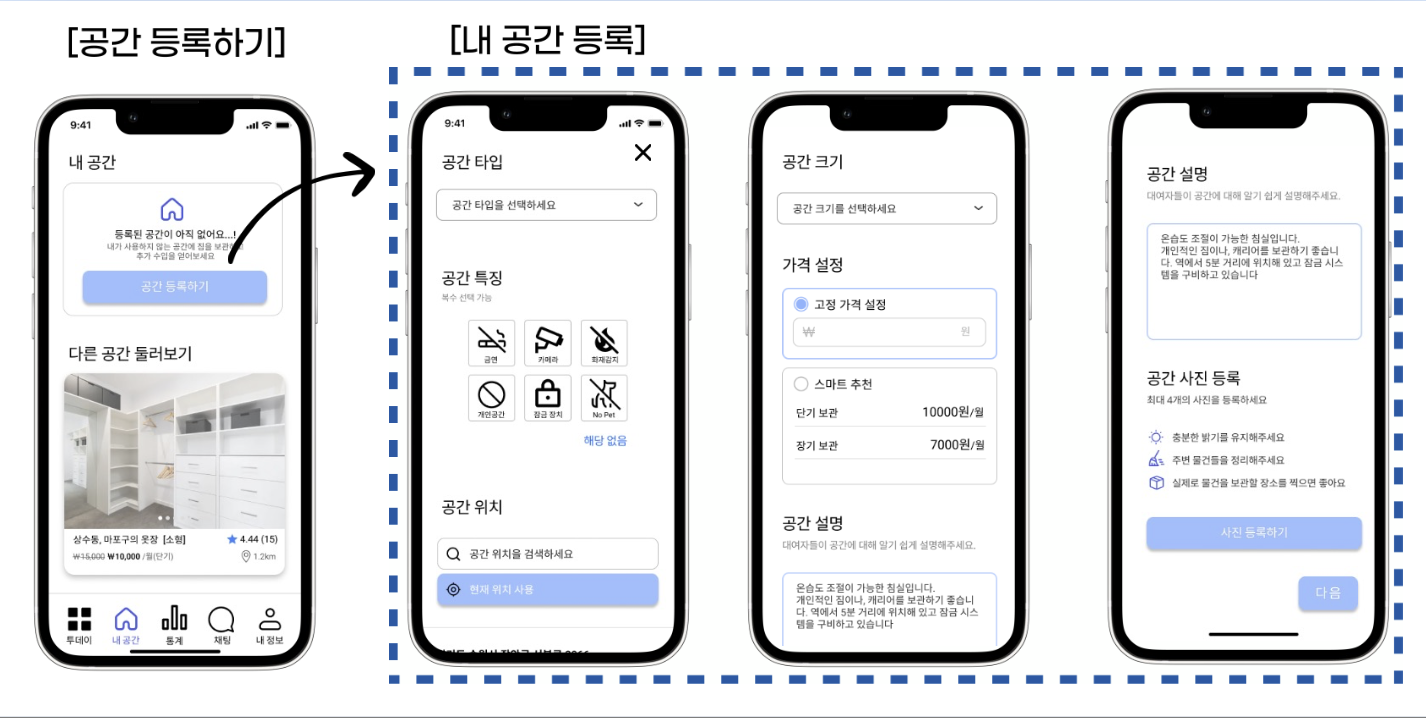 [공간 등록하기]
[내 공간 등록]
9:41
내 공간
등록된 공간이 아직 없어요...!
내가 사용하지 않는 공간에 짐을 보관하고
추가 수입을 얻어보세요
공간 등록하기
다른 공간 둘러보기
상수동, 마포구의 옷장 [소형]
4.44 (15)
₩15,000 ₩10,000 /월(단기)
1.2km
투데이
내 공간
통계
채팅
내 정보
9:41
공간 타입
공간 타입을 선택하세요
공간 특징
복수 선택 가능
금연
카메라
화재감지
개인공간
잠금 장치
No Pet
해당 없음
공간 위치
공간 위치를 검색하세요
현재 위치 사용
공간 크기
공간 크기를 선택하세요
가격 설정
고정 가격 설정
₩
원
스마트 추천
단기 보관
10000원/월
장기 보관
7000원/월
공간 설명
대여자들이 공간에 대해 알기 쉽게 설명해주세요.
온습도 조절이 가능한 침실입니다.
개인적인 짐이나, 캐리어를 보관하기 좋습니
다. 역에서 5분 거리에 위치해 있고 잠금 시스
템을 구비하고 있습니다
공간 설명
대여자들이 공간에 대해 알기 쉽게 설명해주세요.
온습도 조절이 가능한 침실입니다.
개인적인 짐이나, 캐리어를 보관하기 좋습니
다. 역에서 5분 거리에 위치해 있고 잠금 시스
템을 구비하고 있습니다
공간 사진 등록
최대 4개의 사진을 등록하세요
충분한 밝기를 유지해주세요
주변 물건들을 정리해주세요
실제로 물건을 보관할 장소를 찍으면 좋아요
사진 등록하기
다음